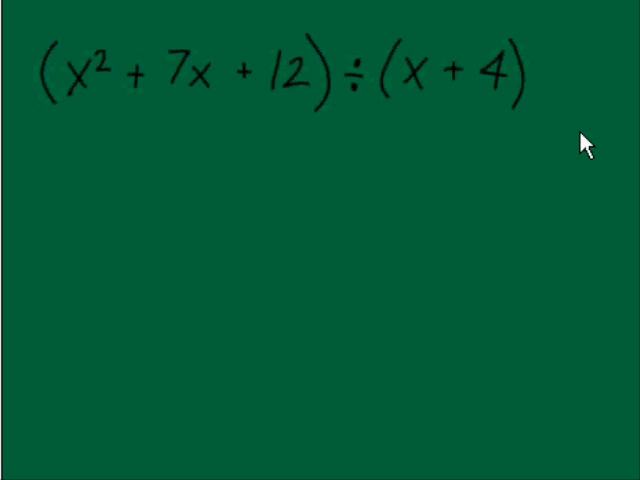 (x² + 7x + 12) ÷ (x + 4)